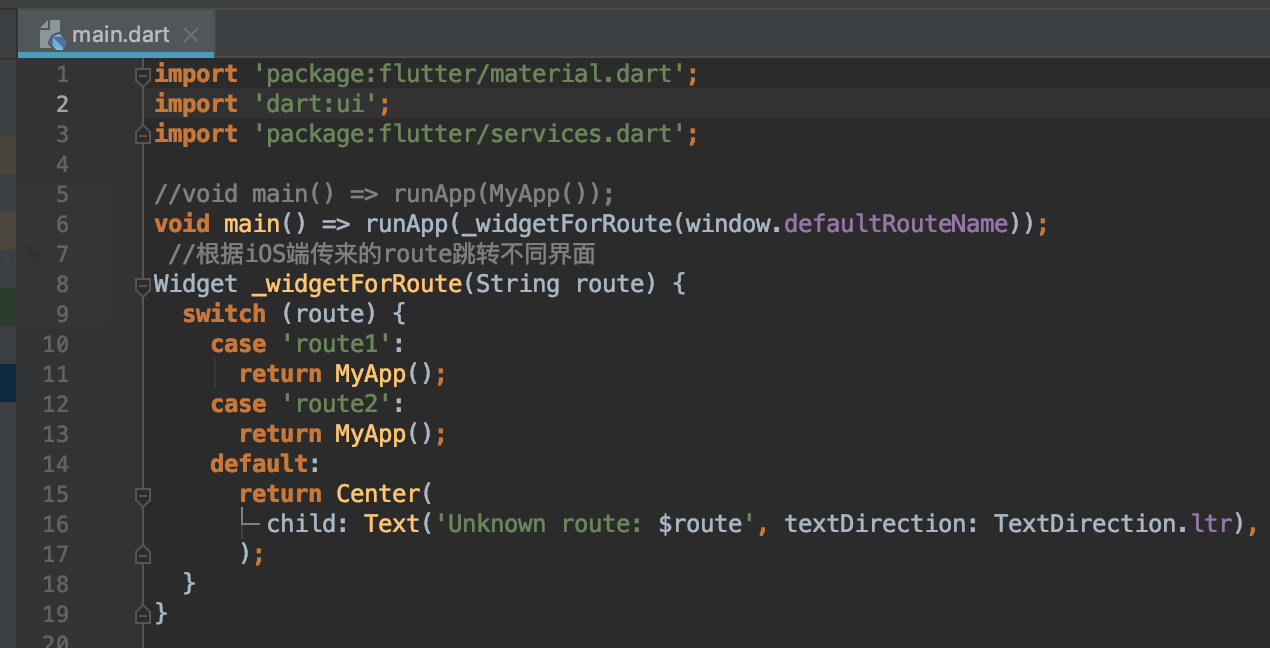 main.dart
1 import 'package:flutter/material.dart';
2 import 'dart:ui';
3 import 'package:flutter/services.dart';
4
5 //void main() => runApp(MyApp());
6 void main() => runApp(_widgetForRoute(window.defaultRouteName));
7 //根据iOS端传来的route跳转不同界面
8 Widget _widgetForRoute(String route) {
9 switch (route) {
10 case 'route1':
11 return MyApp();
12 case 'route2':
13 return MyApp();
14 default:
15 return Center(
16 child: Text('Unknown route: $route', textDirection: TextDirection.ltr),
17 );
18 }
19 }
20